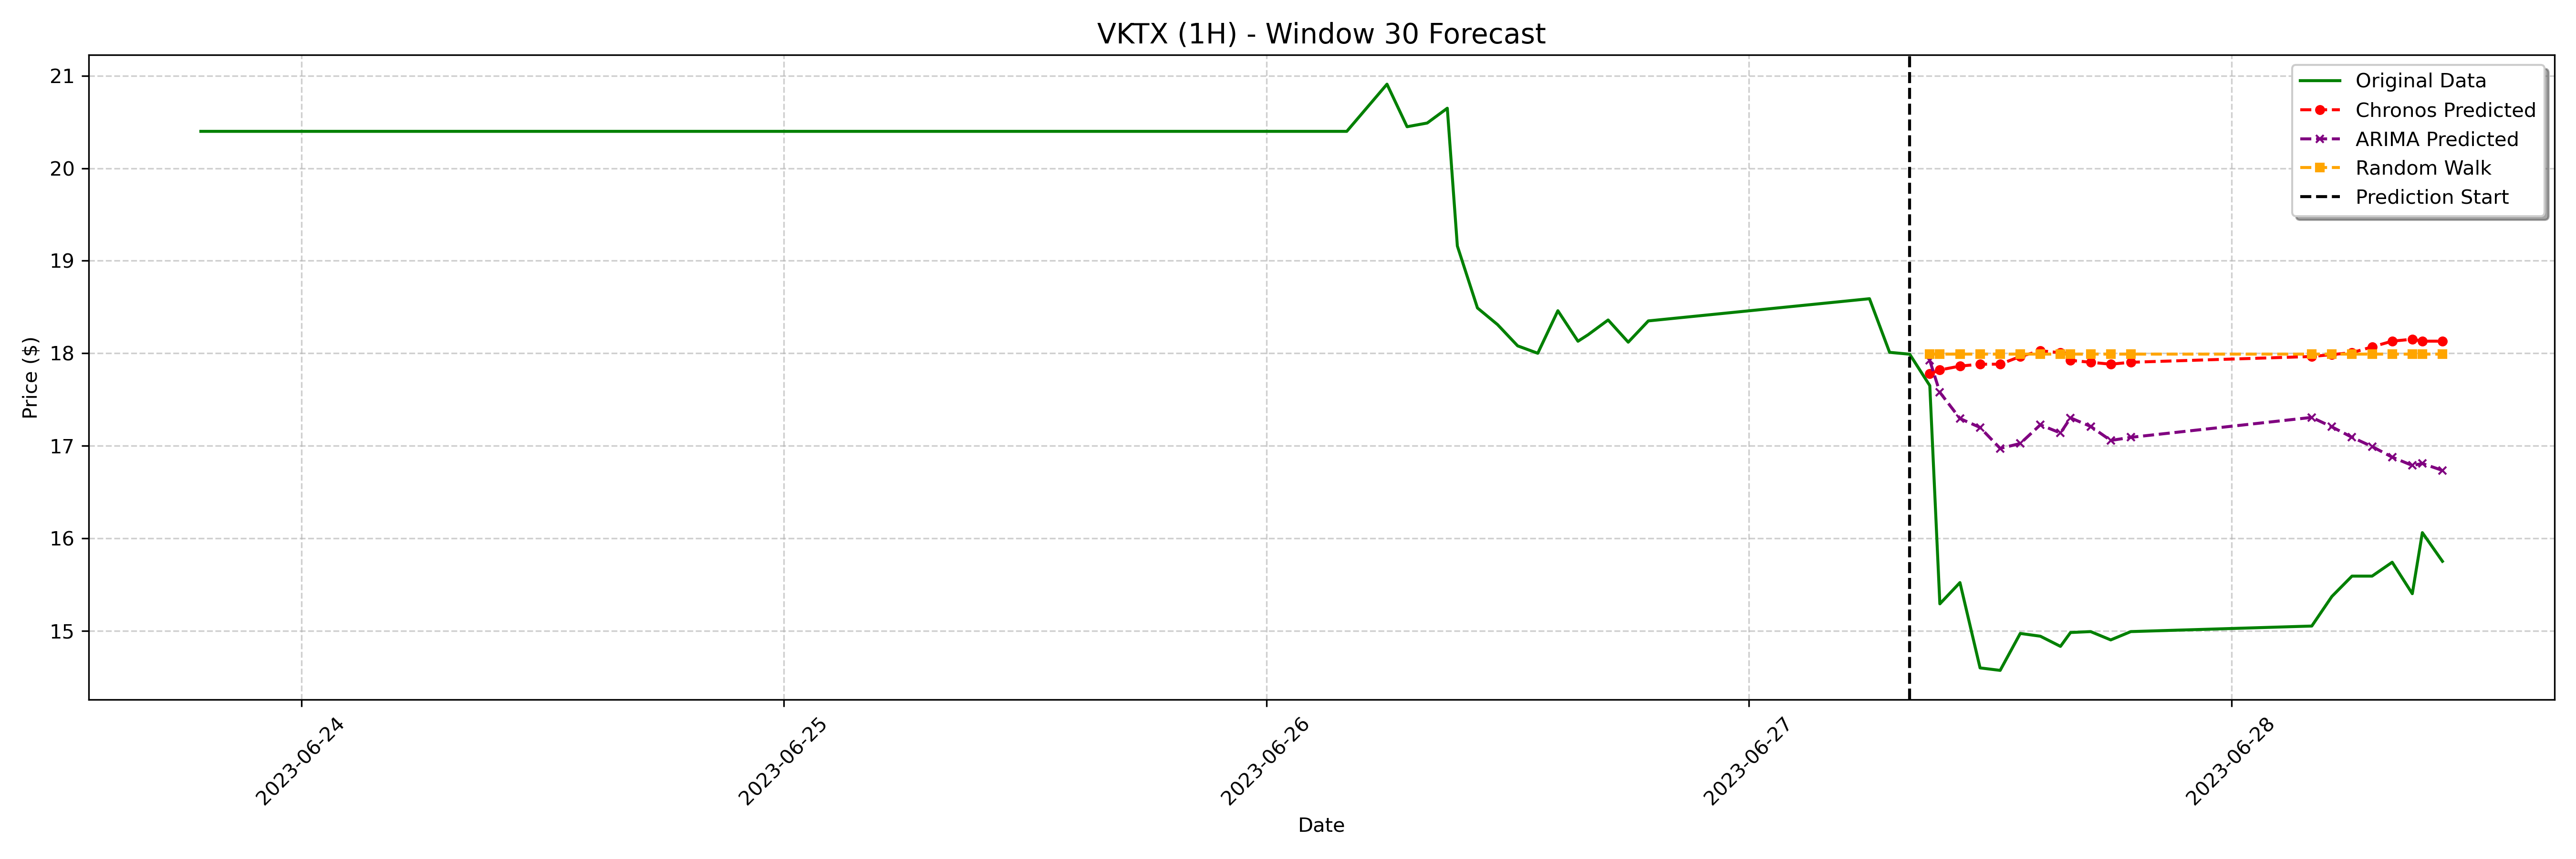 VKTX (1H) - Window 30 Forecast
Price ($)
21
20
19
18
17
16
15
Original Data
Chronos Predicted
ARIMA Predicted
Random Walk
Prediction Start
2023-06-24
2023-06-25
2023-06-26
2023-06-27
2023-06-28
Date